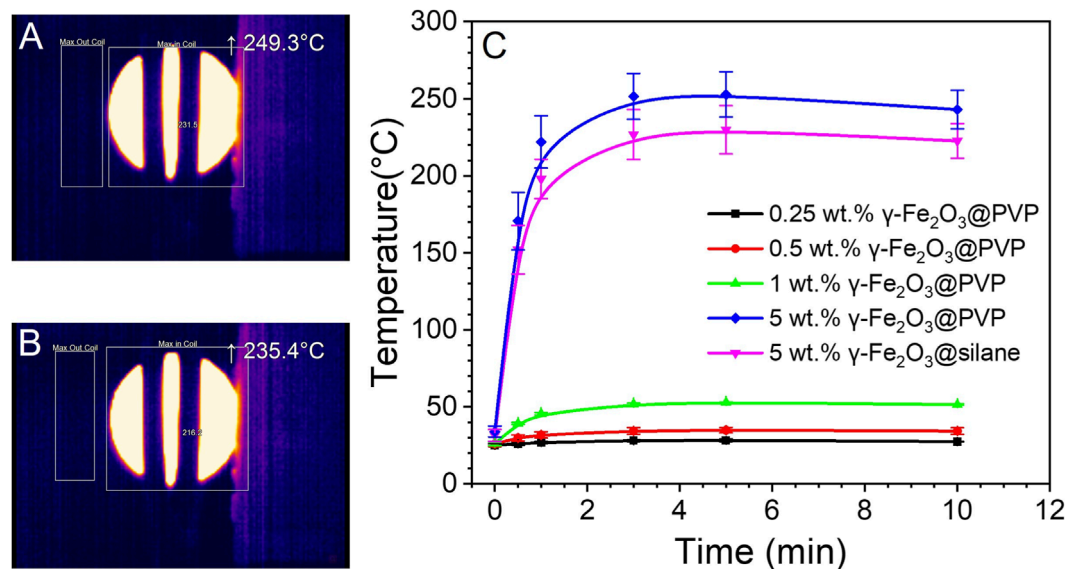 A
Max Out Coil
Max in Coil
↑ 249.3°C
231.5
B
Max Out Coil
Max in Coil
↑ 235.4°C
C
Temperature(°C)
300
250
200
150
100
50
0
0.25 wt.% γ-Fe₂O₃@PVP
0.5 wt.% γ-Fe₂O₃@PVP
1 wt.% γ-Fe₂O₃@PVP
5 wt.% γ-Fe₂O₃@PVP
5 wt.% γ-Fe₂O₃@silane
0 2 4 6 8 10 12
Time (min)